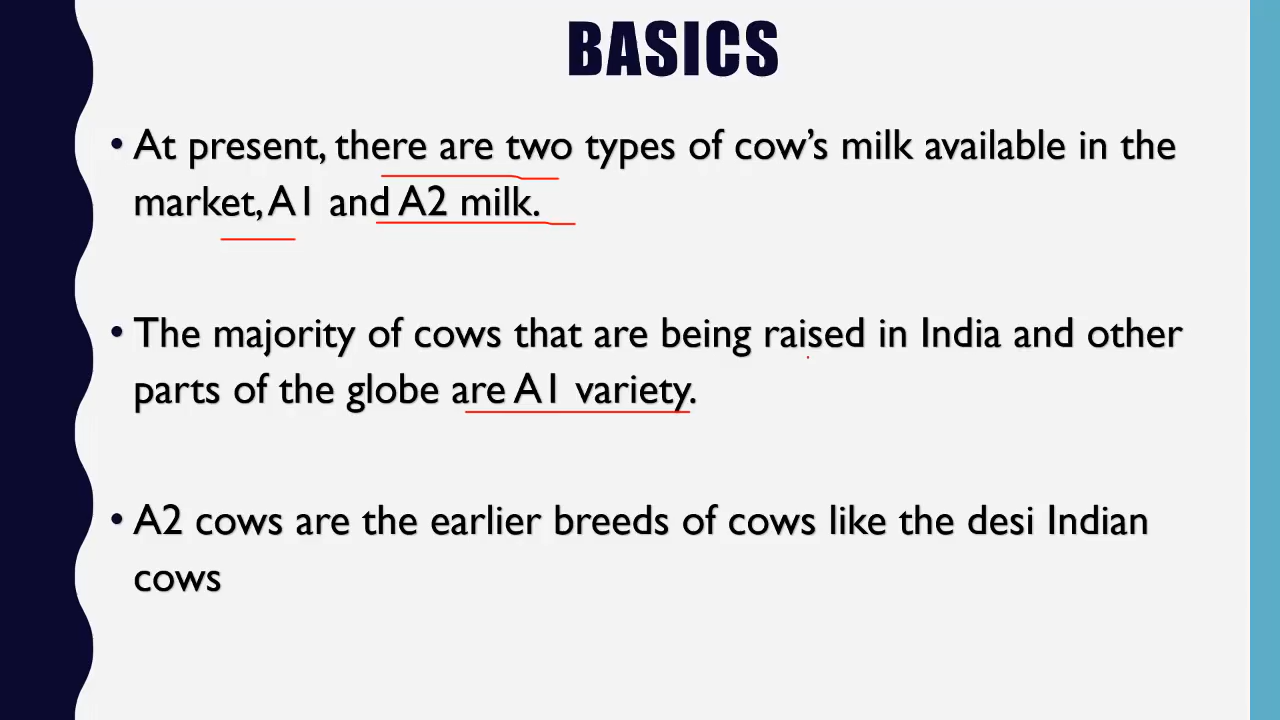 BASICS
• At present, there are two types of cow’s milk available in the
market, A1 and A2 milk.
• The majority of cows that are being raised in India and other
parts of the globe are A1 variety.
• A2 cows are the earlier breeds of cows like the desi Indian
cows